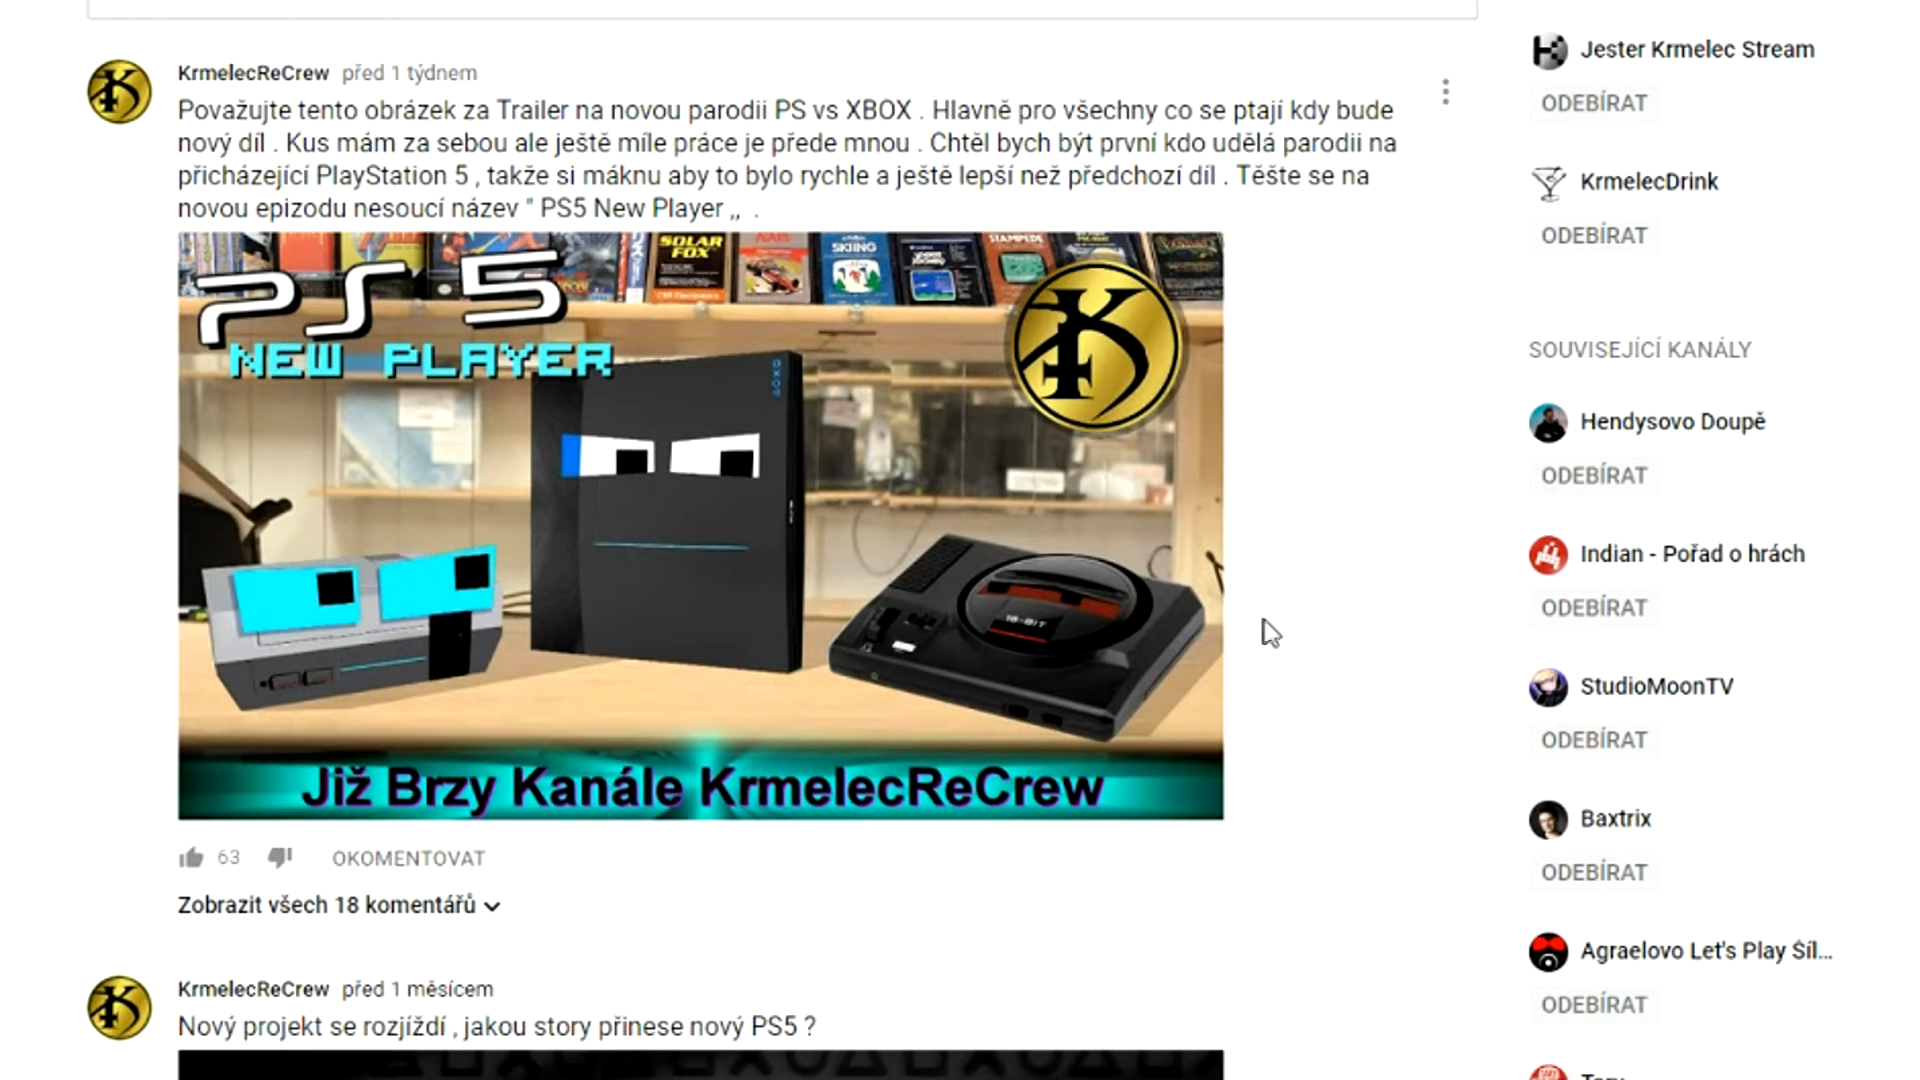 KrmelecReCrew před 1 týdnem
Považujte tento obrázek za Trailer na novou parodii PS vs XBOX . Hlavně pro všechny co se ptají kdy bude
nový díl . Kus mám za sebou ale ještě míle práce je přede mnou . Chtěl bych být první kdo udělá parodii na
přicházející PlayStation 5 , takže si máknu aby to bylo rychle a ještě lepší než předchozí díl . Těšte se na
novou epizodu nesoucí název " PS5 New Player ,, .
SOLAR
FOX
SKIING
STAMPEDE
PS5
NEW PLAYER
16-BIT
Již Brzy Kanále KrmelecReCrew
63 OKOMENTOVAT
Zobrazit všech 18 komentářů
KrmelecReCrew před 1 měsícem
Nový projekt se rozjíždí , jakou story přinese nový PS5 ?
Jester Krmelec Stream
ODEBÍRAT
KrmelecDrink
ODEBÍRAT
SOUVISEJÍCÍ KANÁLY
Hendysovo Doupě
ODEBÍRAT
Indian - Pořad o hrách
ODEBÍRAT
StudioMoonTV
ODEBÍRAT
Baxtrix
ODEBÍRAT
Agraelovo Let's Play Šíl...
ODEBÍRAT